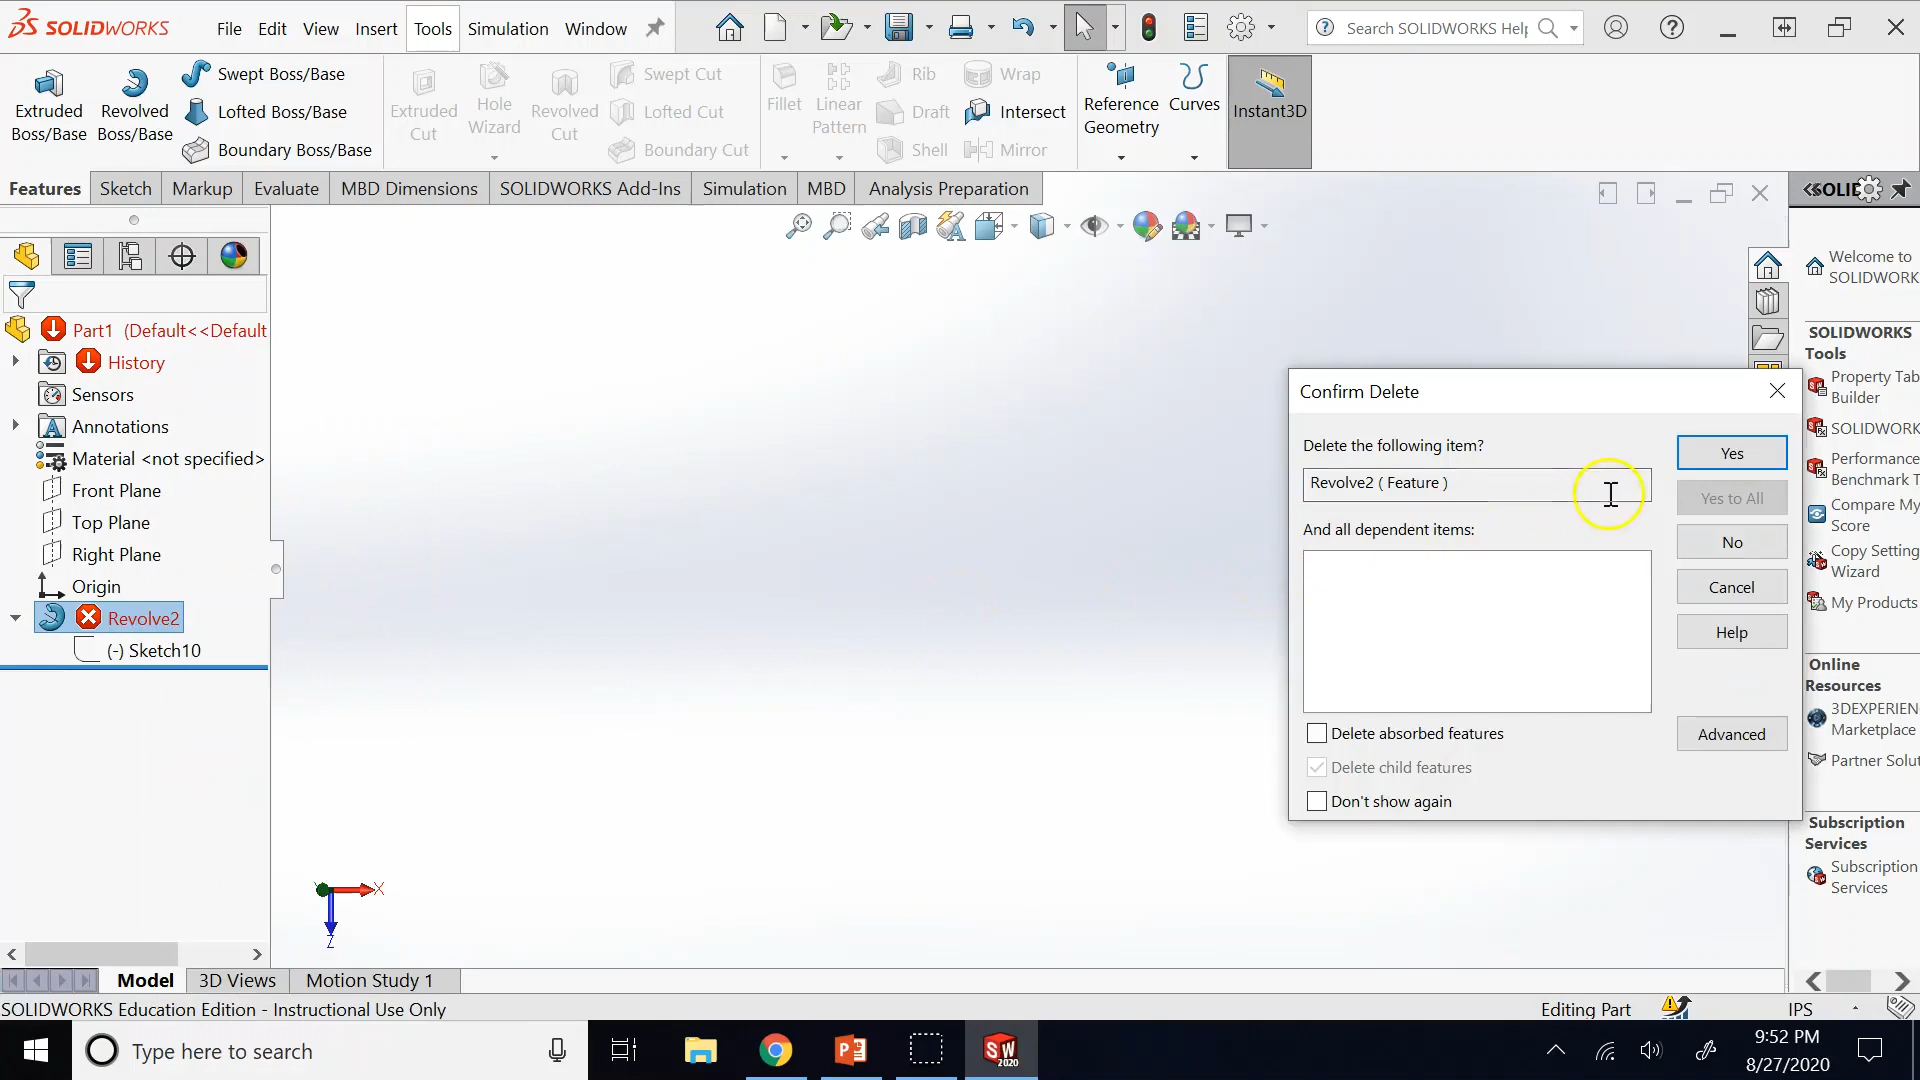 SOLIDWORKS File Edit View Insert Tools Simulation Window Search SOLIDWORKS Help
Extruded Boss/Base
Revolved Boss/Base
Swept Boss/Base
Lofted Boss/Base
Boundary Boss/Base
Extruded Cut
Hole Wizard
Revolved Cut
Swept Cut
Lofted Cut
Boundary Cut
Fillet
Linear Pattern
Rib
Draft
Shell
Wrap
Intersect
Mirror
Reference Geometry
Curves
Instant3D
Features Sketch Markup Evaluate MBD Dimensions SOLIDWORKS Add-Ins Simulation MBD Analysis Preparation
Part1 (Default<<Default
History
Sensors
Annotations
Material <not specified>
Front Plane
Top Plane
Right Plane
Origin
Revolve2
(-) Sketch10
X
Z
Confirm Delete
Delete the following item?
Revolve2 ( Feature )
And all dependent items:
Yes
Yes to All
No
Cancel
Help
Advanced
Delete absorbed features
Delete child features
Don't show again
Welcome to
SOLIDWORK
SOLIDWORKS
Tools
Property Tab
Builder
SOLIDWORK
Performance
Benchmark T
Compare My
Score
Copy Setting
Wizard
My Products
Online
Resources
3DEXPERIEN
Marketplace
Partner Solut
Subscription
Services
Subscription
Services
Model 3D Views Motion Study 1
SOLIDWORKS Education Edition - Instructional Use Only Editing Part IPS
Type here to search
SW
2020
9:52 PM
8/27/2020